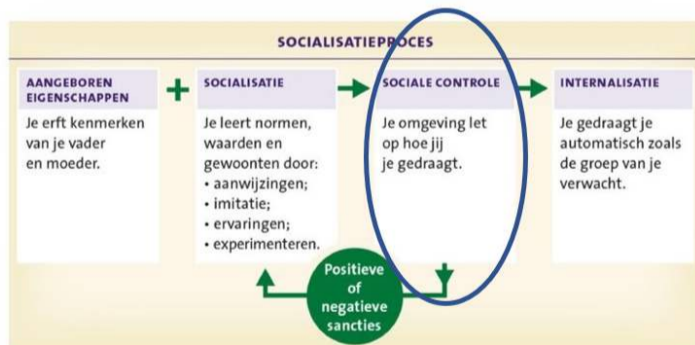 SOCIALISATIEPROCES
AANGEBOREN
EIGENSCHAPPEN
Je erft kenmerken
van je vader
en moeder.
+
SOCIALISATIE
Je leert normen,
waarden en
gewoonten door:
• aanwijzingen;
• imitatie;
• ervaringen;
• experimenteren.
SOCIALE CONTROLE
Je omgeving let
op hoe jij
je gedraagt.
INTERNALISATIE
Je gedraagt je
automatisch zoals
de groep van je
verwacht.
Positieve
of
negatieve
sancties